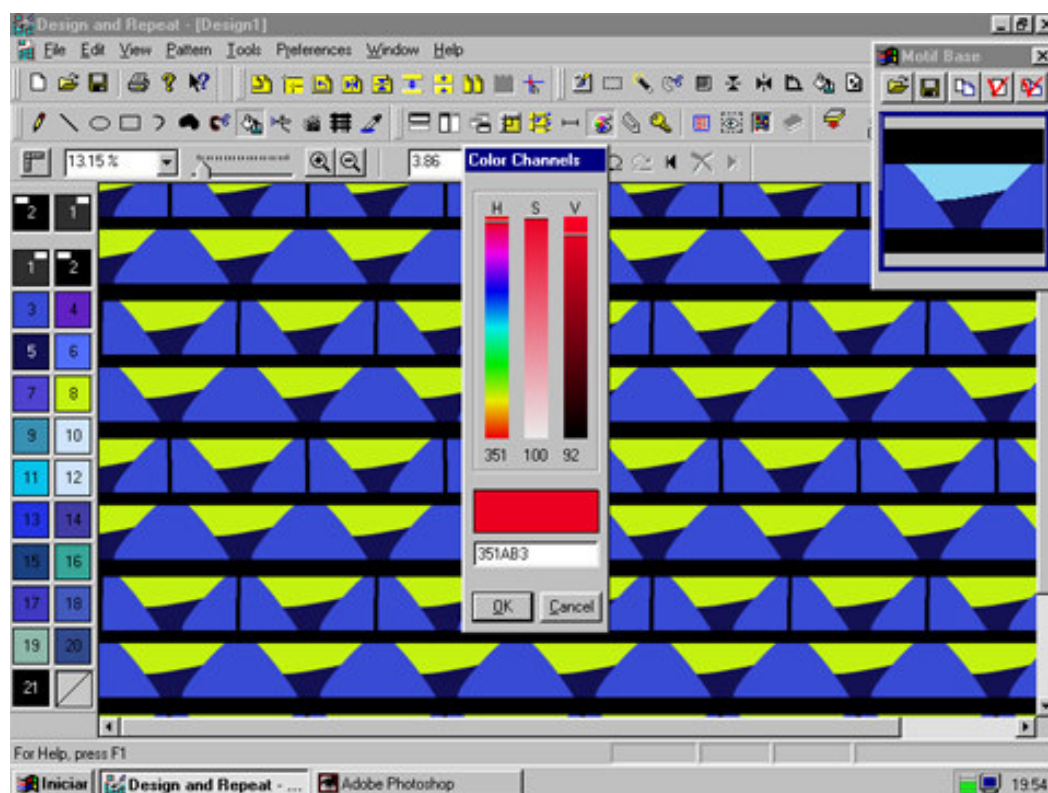 Design and Repeat - [Design1]
File Edit View Pattern Tools Preferences Window Help
Motif Base
13.15 %
3.86
Color Channels
H S V
2 1
1 2
3 4
5 6
7 8
9 10
11 12
13 14
15 16
17 18
19 20
21
351 100 92
351AB3
OK Cancel
For Help, press F1
Iniciar Design and Repeat - ... Adobe Photoshop 19:54